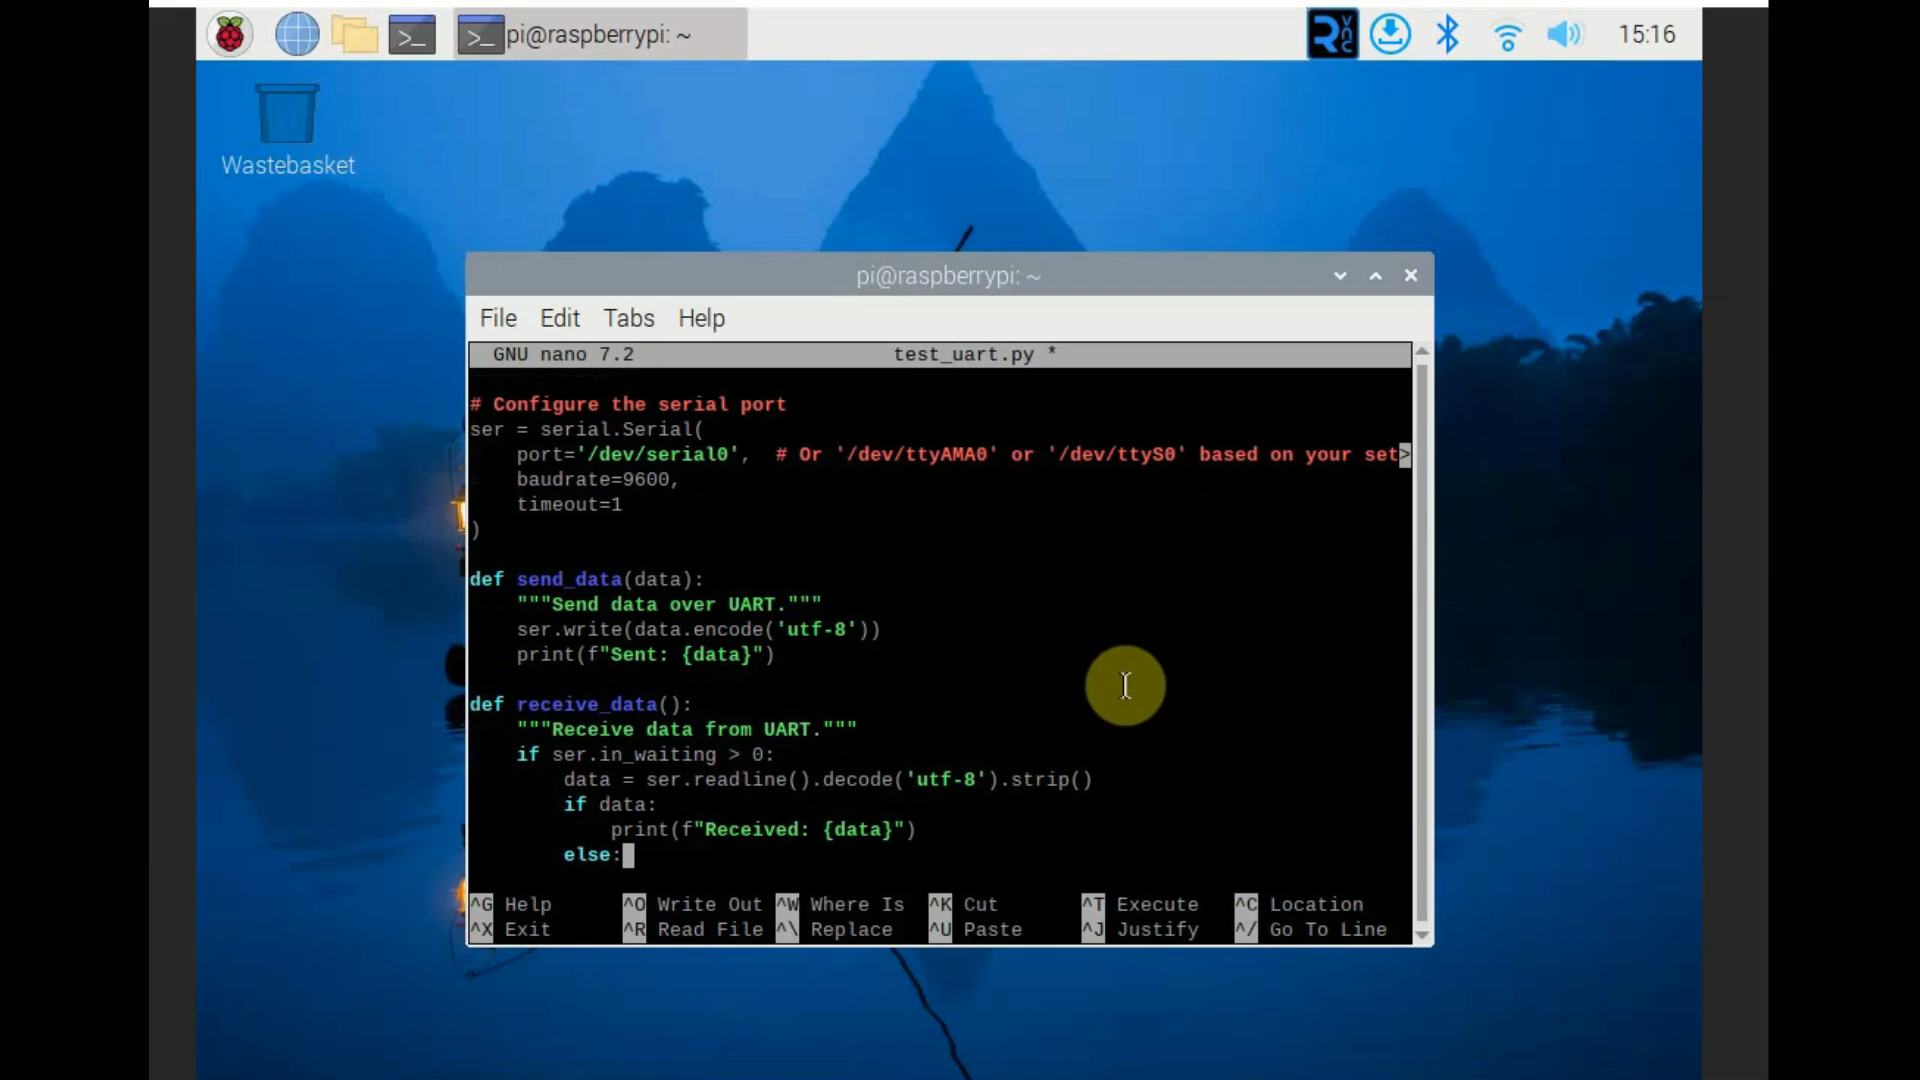 pi@raspberrypi: ~
VNC
15:16
Wastebasket
pi@raspberrypi: ~
File Edit Tabs Help
GNU nano 7.2 test_uart.py *
# Configure the serial port
ser = serial.Serial(
    port='/dev/serial0',  # Or '/dev/ttyAMA0' or '/dev/ttyS0' based on your set>
    baudrate=9600,
    timeout=1
)
def send_data(data):
    """Send data over UART."""
    ser.write(data.encode('utf-8'))
    print(f"Sent: {data}")
def receive_data():
    """Receive data from UART."""
    if ser.in_waiting > 0:
        data = ser.readline().decode('utf-8').strip()
        if data:
            print(f"Received: {data}")
        else:
^G Help ^O Write Out ^W Where Is ^K Cut ^T Execute ^C Location
^X Exit ^R Read File ^\ Replace ^U Paste ^J Justify ^/ Go To Line